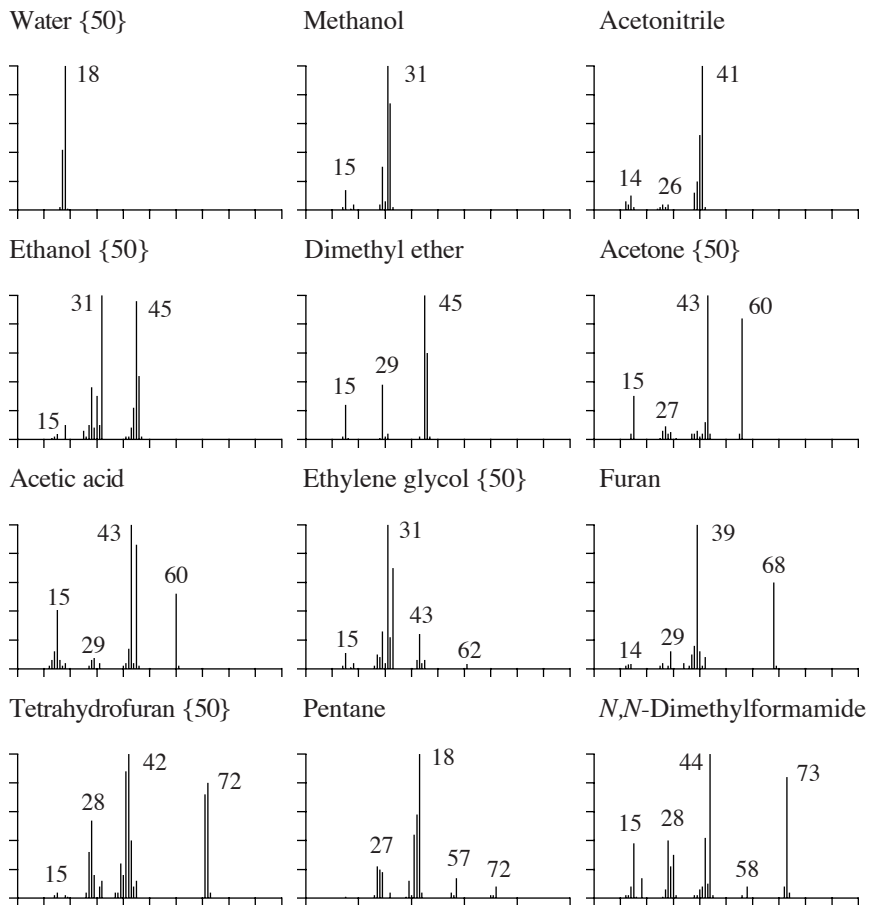 Water {50} Methanol Acetonitrile
18 31 41
15 14 26
Ethanol {50} Dimethyl ether Acetone {50}
31 45 45 43 60
15 15 29 15 27
Acetic acid Ethylene glycol {50} Furan
43 60 31 39 68
15 29 15 43 62 14 29
Tetrahydrofuran {50} Pentane N,N-Dimethylformamide
42 72 18 44 73
28 27 57 72 15 28
15 58